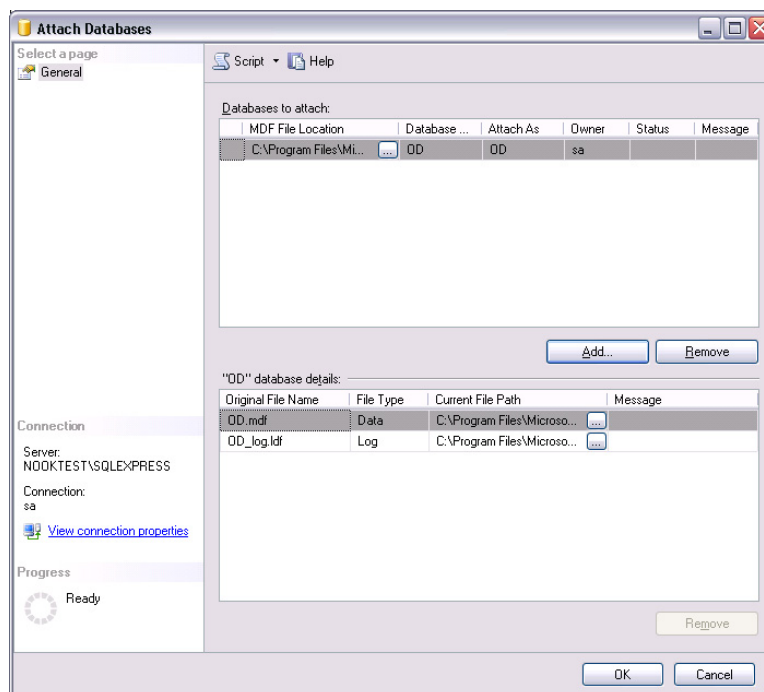 Attach Databases
Select a page
General
Script Help
Databases to attach:
MDF File Location Database ... Attach As Owner Status Message
C:\Program Files\Mi... ... OD OD sa
Add... Remove
"OD" database details:
Original File Name File Type Current File Path Message
OD.mdf Data C:\Program Files\Microso... ...
OD_log.ldf Log C:\Program Files\Microso... ...
Connection
Server:
NOOKTEST\SQLEXPRESS
Connection:
sa
View connection properties
Progress
Ready
Remove
OK Cancel